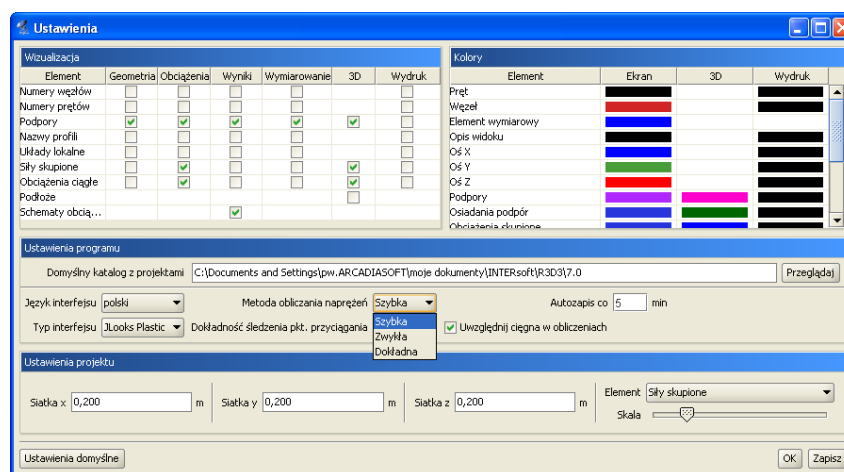 Ustawienia
Wizualizacja
Element Geometria Obciążenia Wyniki Wymiarowanie 3D Wydruk
Numery węzłów
Numery prętów
Podpory
Nazwy profili
Układy lokalne
Siły skupione
Obciążenia ciągłe
Podłoże
Schematy obcią...
Kolory
Element Ekran 3D Wydruk
Pręt
Węzeł
Element wymiarowy
Opis widoku
Oś X
Oś Y
Oś Z
Podpory
Osiadania podpór
Obciążenia skupione
Ustawienia programu
Domyślny katalog z projektami C:\Documents and Settings\pw.ARCADIASOFT\moje dokumenty\INTERsoft\R3D3\7.0 Przeglądaj
Język interfejsu polski Metoda obliczania naprężeń Szybka Autozapis co 5 min
Typ interfejsu JLooks Plastic Dokładność śledzenia pkt. przyciągania Uwzględnij cięgna w obliczeniach
Szybka
Zwykła
Dokładna
Ustawienia projektu
Siatka x 0,200 m Siatka y 0,200 m Siatka z 0,200 m
Element Siły skupione
Skala
Ustawienia domyślne OK Zapisz